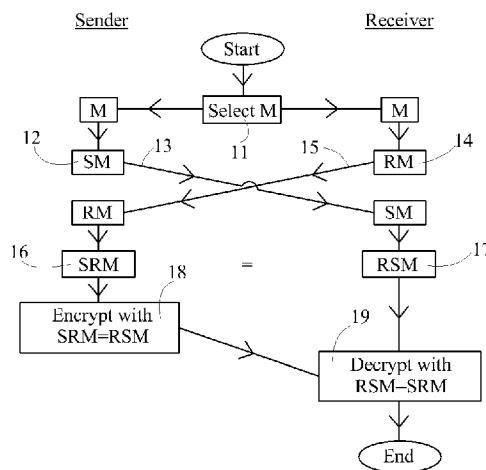 Sender
Receiver
Start
M
Select M
M
12
13
11
15
14
SM
RM
RM
SM
16
17
SRM
=
RSM
18
Encrypt with
SRM=RSM
19
Decrypt with
RSM=SRM
End